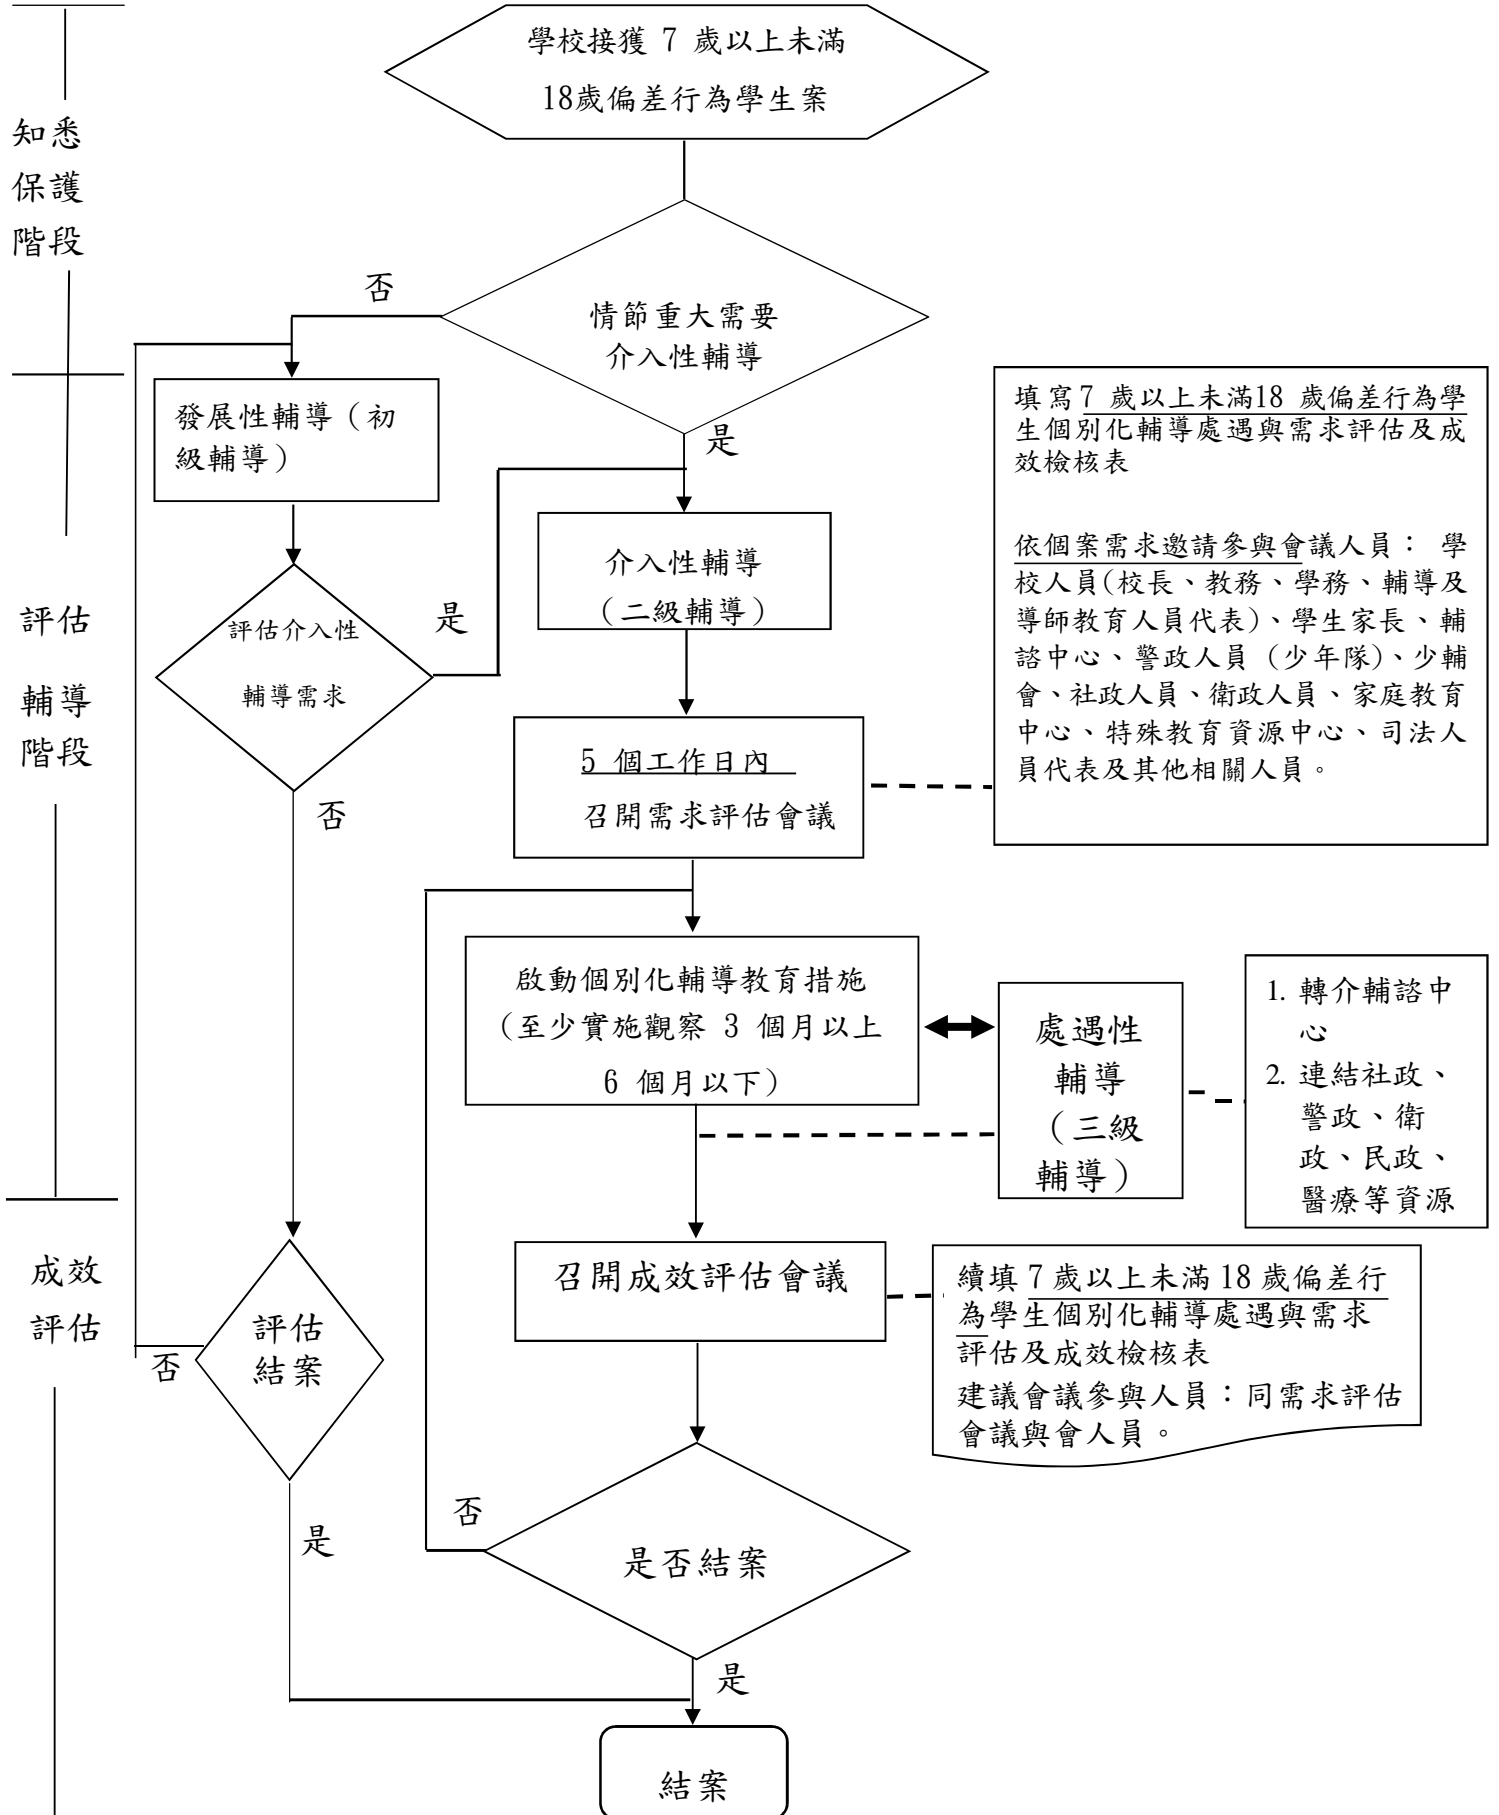 學校接獲 7 歲以上未滿
18歲偏差行為學生案
知悉
保護
階段
否
情節重大需要
介入性輔導
是
發展性輔導（初
級輔導）
填寫7 歲以上未滿18 歲偏差行為學
生個別化輔導處遇與需求評估及成
效檢核表
依個案需求邀請參與會議人員： 學
校人員(校長、教務、學務、輔導及
導師教育人員代表)、學生家長、輔
諮中心、警政人員 (少年隊)、少輔
會、社政人員、衛政人員、家庭教育
中心、特殊教育資源中心、司法人
員代表及其他相關人員。
介入性輔導
（二級輔導）
評估
輔導
階段
評估介入性
輔導需求
是
否
5 個工作日內
召開需求評估會議
啟動個別化輔導教育措施
（至少實施觀察 3 個月以上
6 個月以下）
處遇性
輔導
（三級
輔導）
1. 轉介輔諮中
心
2. 連結社政、
警政、衛
政、民政、
醫療等資源
成效
評估
召開成效評估會議
續填 7 歲以上未滿 18 歲偏差行
為學生個別化輔導處遇與需求
評估及成效檢核表
建議會議參與人員：同需求評估
會議與會人員。
評估
結案
否
是
否
是否結案
是
結案